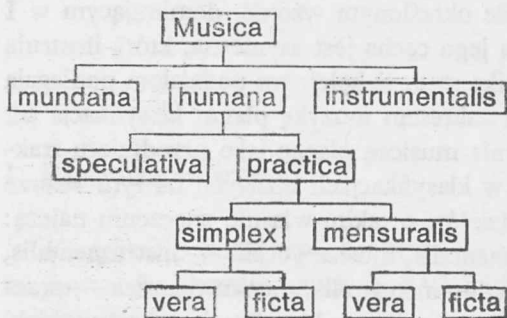 Musica
mundana humana instrumentalis
speculativa practica
simplex mensuralis
vera ficta vera ficta